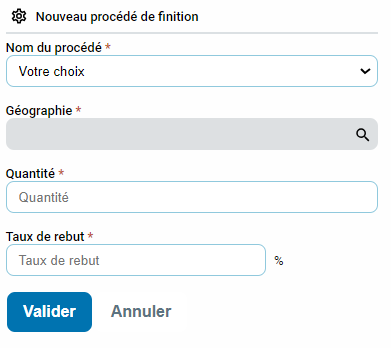 Nouveau procédé de finition
Nom du procédé *
Votre choix
Géographie *
Quantité *
Quantité
Taux de rebut *
Taux de rebut %
Valider Annuler